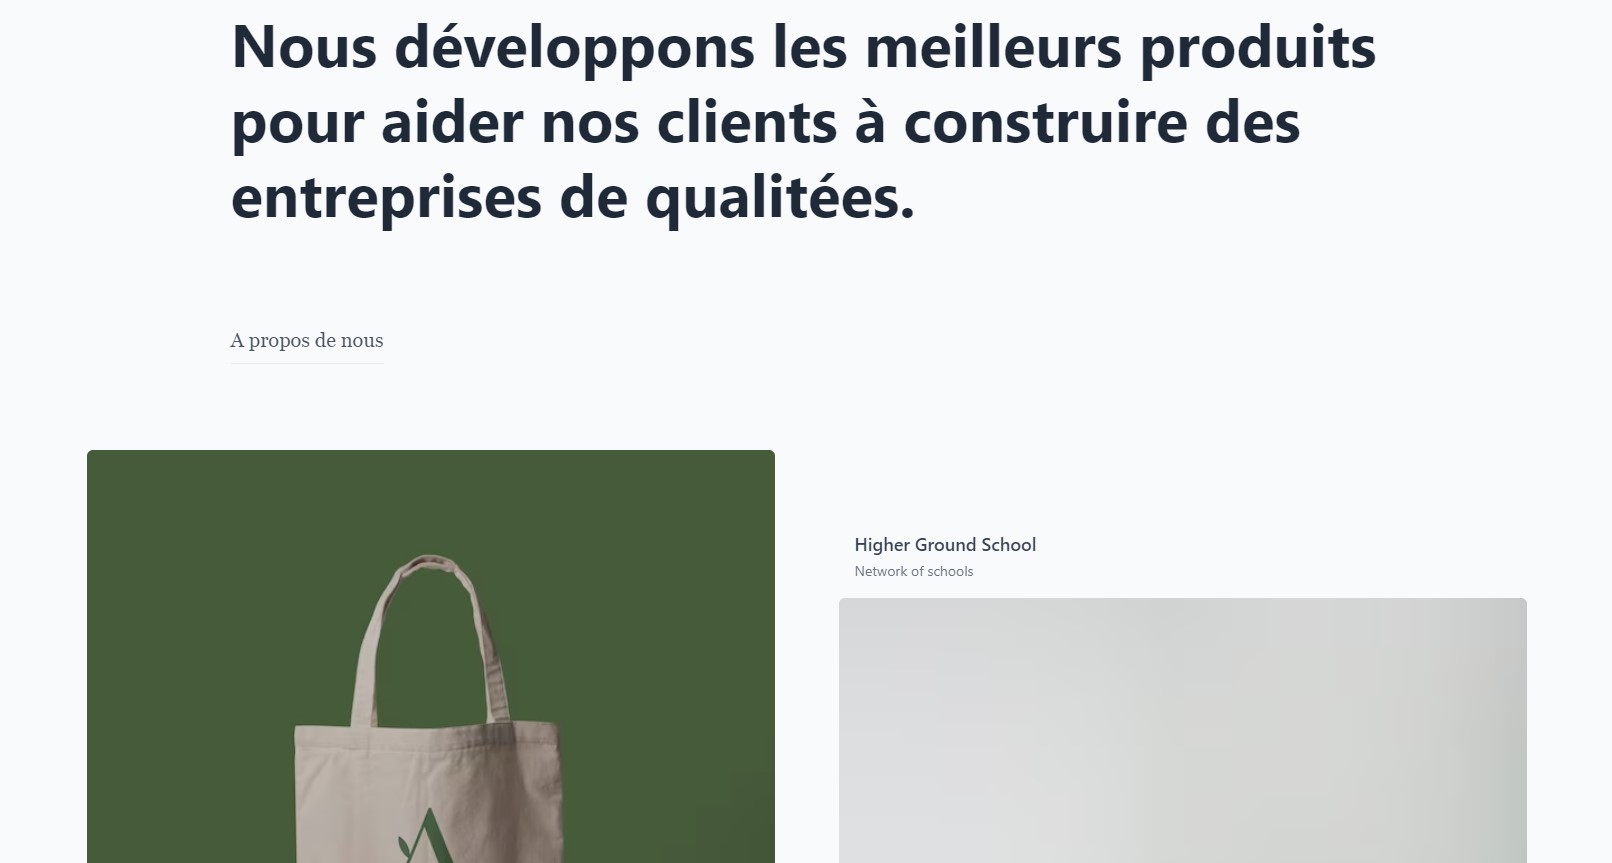 Nous développons les meilleurs produits
pour aider nos clients à construire des
entreprises de qualitées.
A propos de nous
Higher Ground School
Network of schools